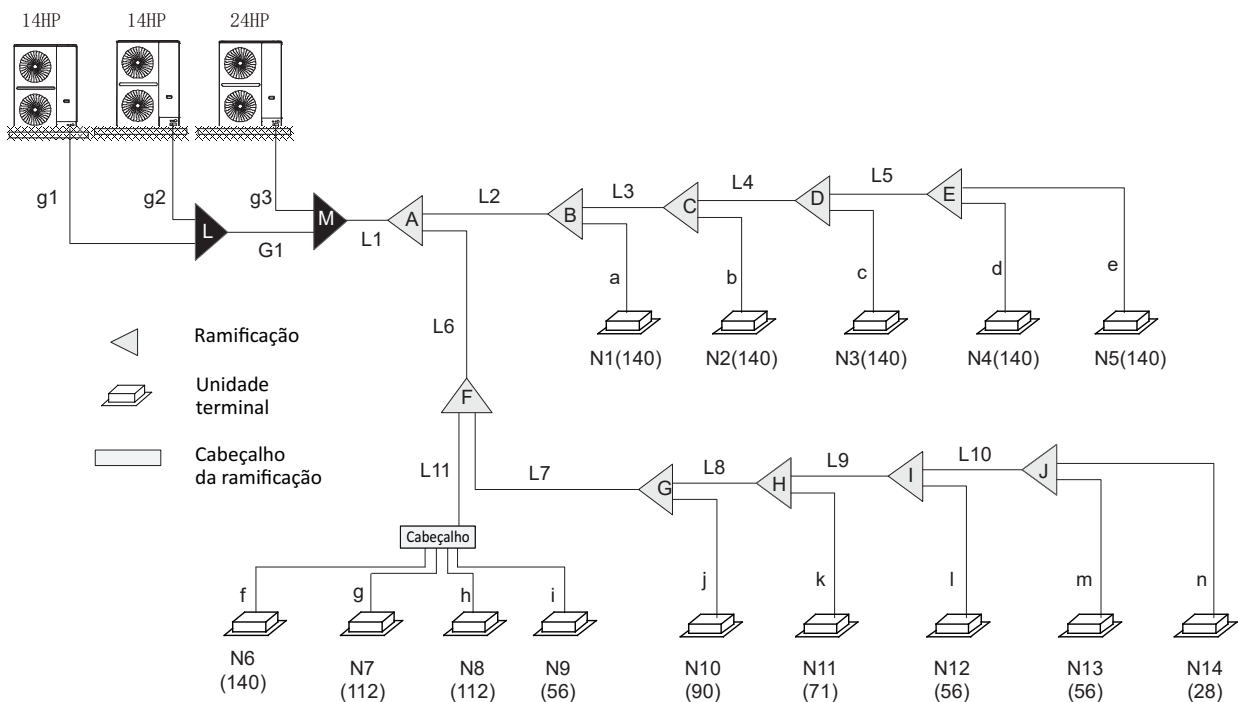 14HP 14HP 24HP
g1 g2 g3
L M A B C D E
G1 L1 L2 L3 L4 L5
a b c d e
N1(140) N2(140) N3(140) N4(140) N5(140)
Ramificação
Unidade
terminal
Cabeçalho
da ramificação
L6
F
L11 L7 L8 L9 L10
G H I J
Cabeçalho
f g h i j k l m n
N6 N7 N8 N9 N10 N11 N12 N13 N14
(140) (112) (112) (56) (90) (71) (56) (56) (28)